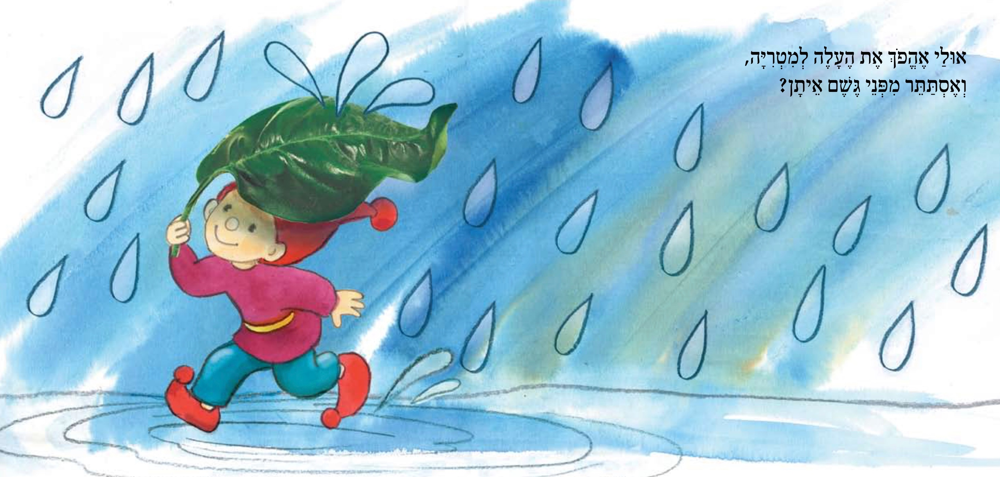 אוּלַי אֶהֱפֹךְ אֶת הֶעָלֶה לְמִטְרִיָּה,
וְאֶסְתַּתֵּר מִפְּנֵי גֶּשֶׁם אֵיתָן?